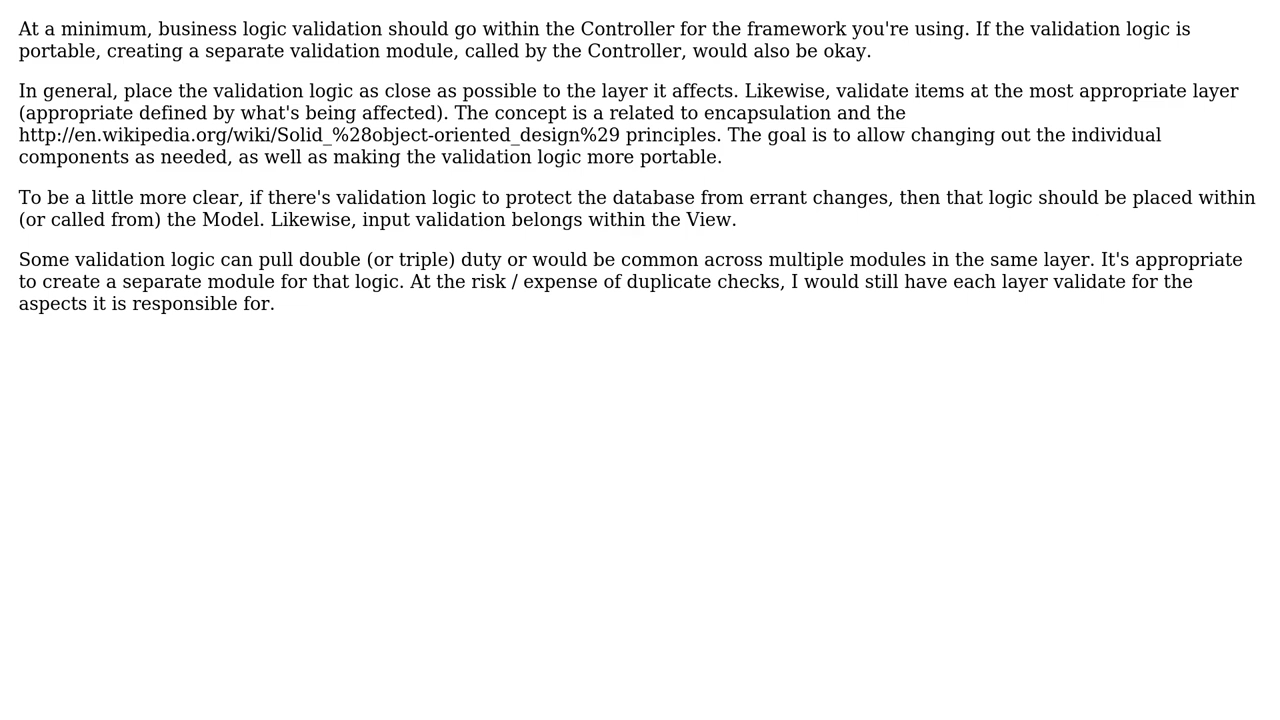 At a minimum, business logic validation should go within the Controller for the framework you're using. If the validation logic is
portable, creating a separate validation module, called by the Controller, would also be okay.
In general, place the validation logic as close as possible to the layer it affects. Likewise, validate items at the most appropriate layer
(appropriate defined by what's being affected). The concept is a related to encapsulation and the
http://en.wikipedia.org/wiki/Solid_%28object-oriented_design%29 principles. The goal is to allow changing out the individual
components as needed, as well as making the validation logic more portable.
To be a little more clear, if there's validation logic to protect the database from errant changes, then that logic should be placed within
(or called from) the Model. Likewise, input validation belongs within the View.
Some validation logic can pull double (or triple) duty or would be common across multiple modules in the same layer. It's appropriate
to create a separate module for that logic. At the risk / expense of duplicate checks, I would still have each layer validate for the
aspects it is responsible for.